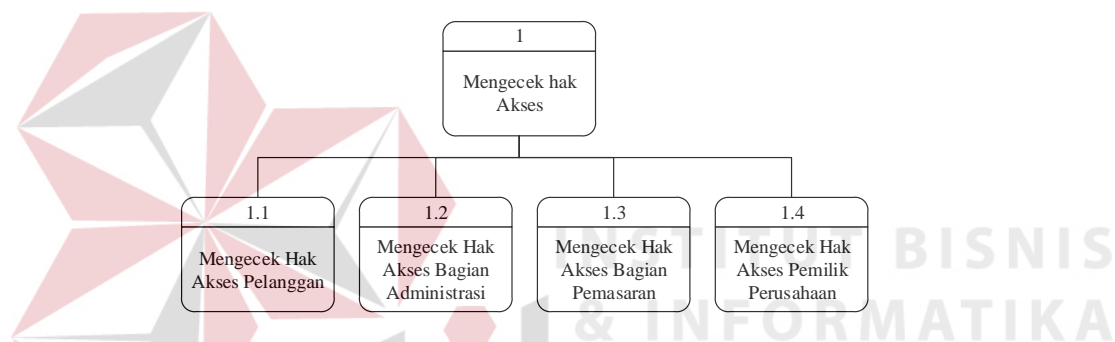 1
Mengecek hak
Akses
1.1
Mengecek Hak
Akses Pelanggan
1.2
Mengecek Hak
Akses Bagian
Administrasi
1.3
Mengecek Hak
Akses Bagian
Pemasaran
1.4
Mengecek Hak
Akses Pemilik
Perusahaan
INSTITUT BISNIS
& INFORMATIKA